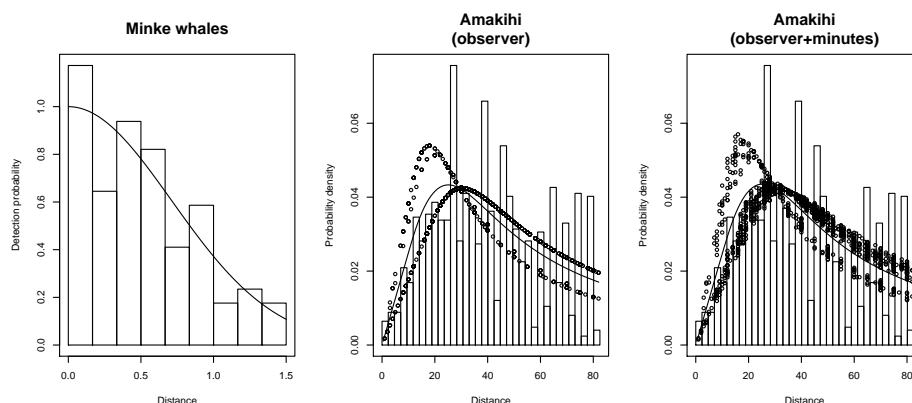 Minke whales
Detection probability
0.0 0.2 0.4 0.6 0.8 1.0
0.0 0.5 1.0 1.5
Distance
Amakihi
(observer)
Probability density
0.00 0.02 0.04 0.06
0 20 40 60 80
Distance
Amakihi
(observer+minutes)
Probability density
0.00 0.02 0.04 0.06
0 20 40 60 80
Distance